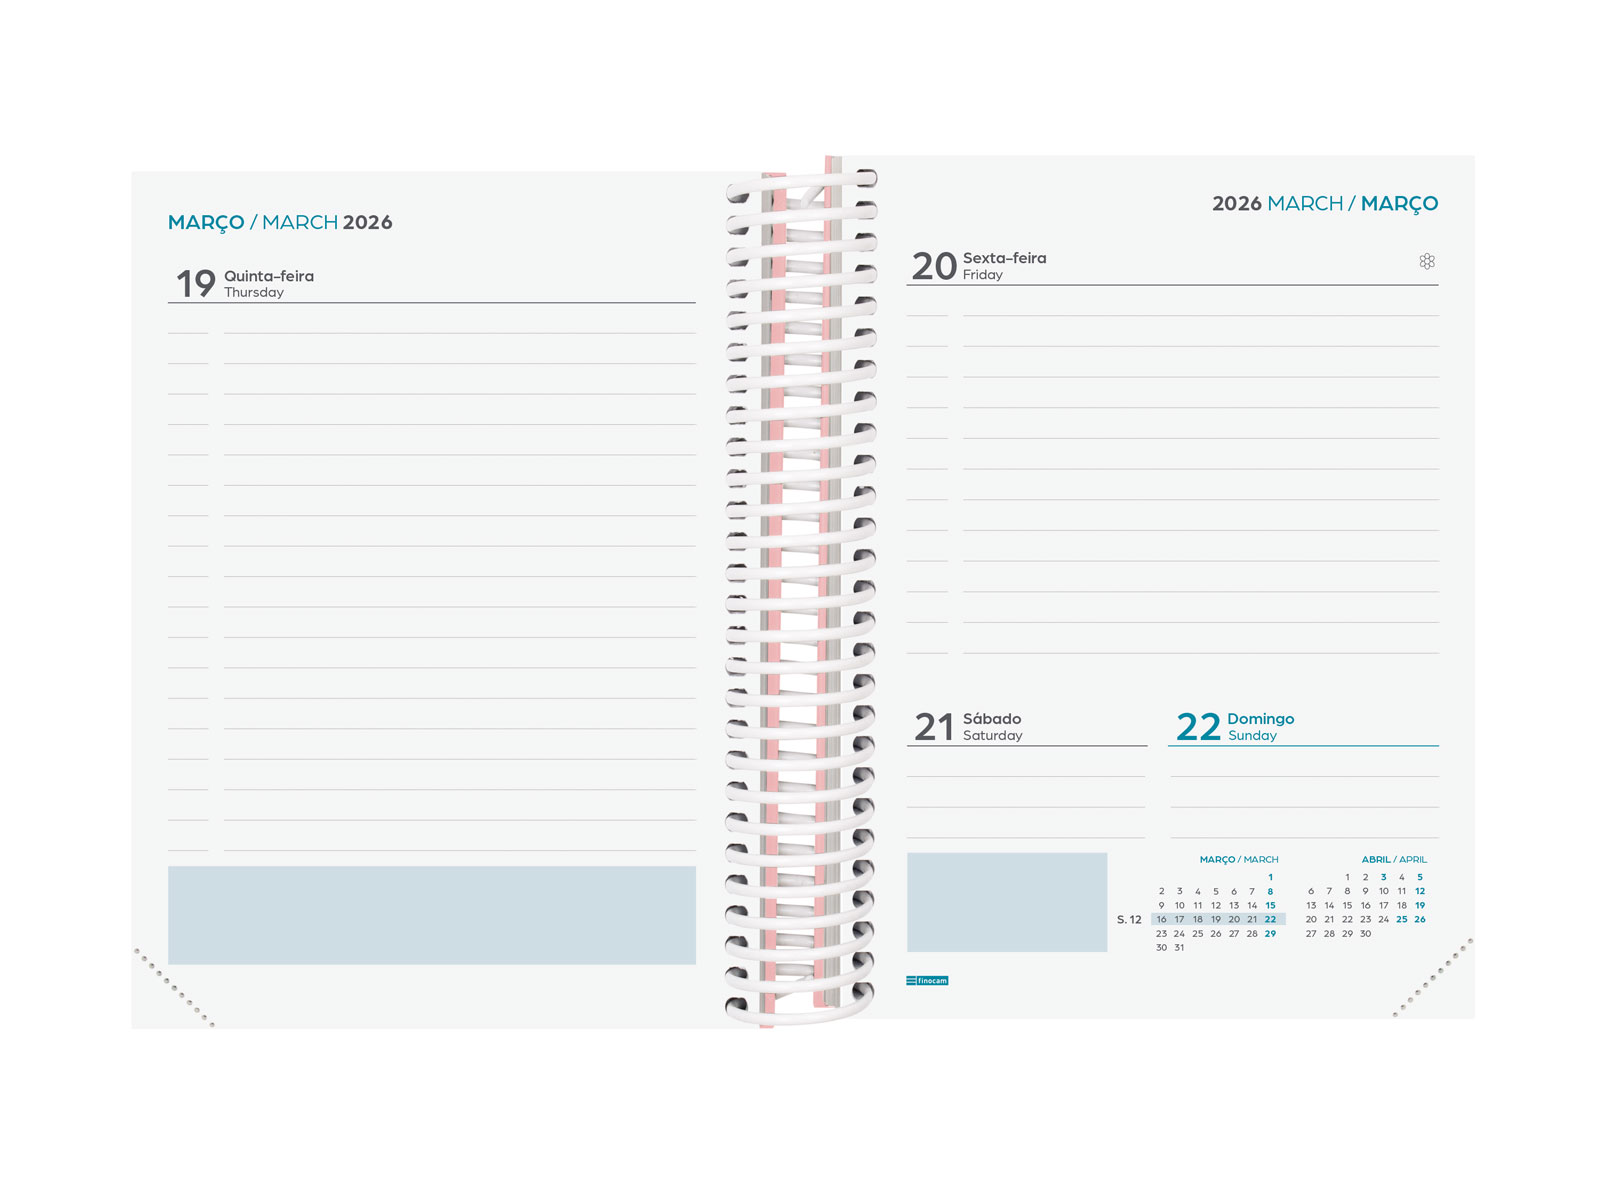 MARÇO / MARCH 2026
19 Quinta-feira
Thursday
2026 MARCH / MARÇO
20 Sexta-feira
Friday
21 Sábado
Saturday
22 Domingo
Sunday
MARÇO / MARCH
1
2 3 4 5 6 7 8
9 10 11 12 13 14 15
S. 12 16 17 18 19 20 21 22
23 24 25 26 27 28 29
30 31
ABRIL / APRIL
1 2 3 4 5
6 7 8 9 10 11 12
13 14 15 16 17 18 19
20 21 22 23 24 25 26
27 28 29 30
finocam